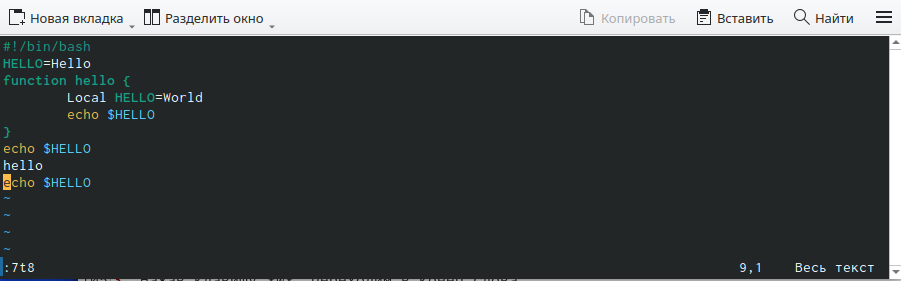 Новая вкладка Разделить окно Копировать Вставить Найти
#!/bin/bash
HELLO=Hello
function hello {
Local HELLO=World
echo $HELLO
}
echo $HELLO
hello
echo $HELLO
~
~
~
~
:7t8 9,1 Весь текст